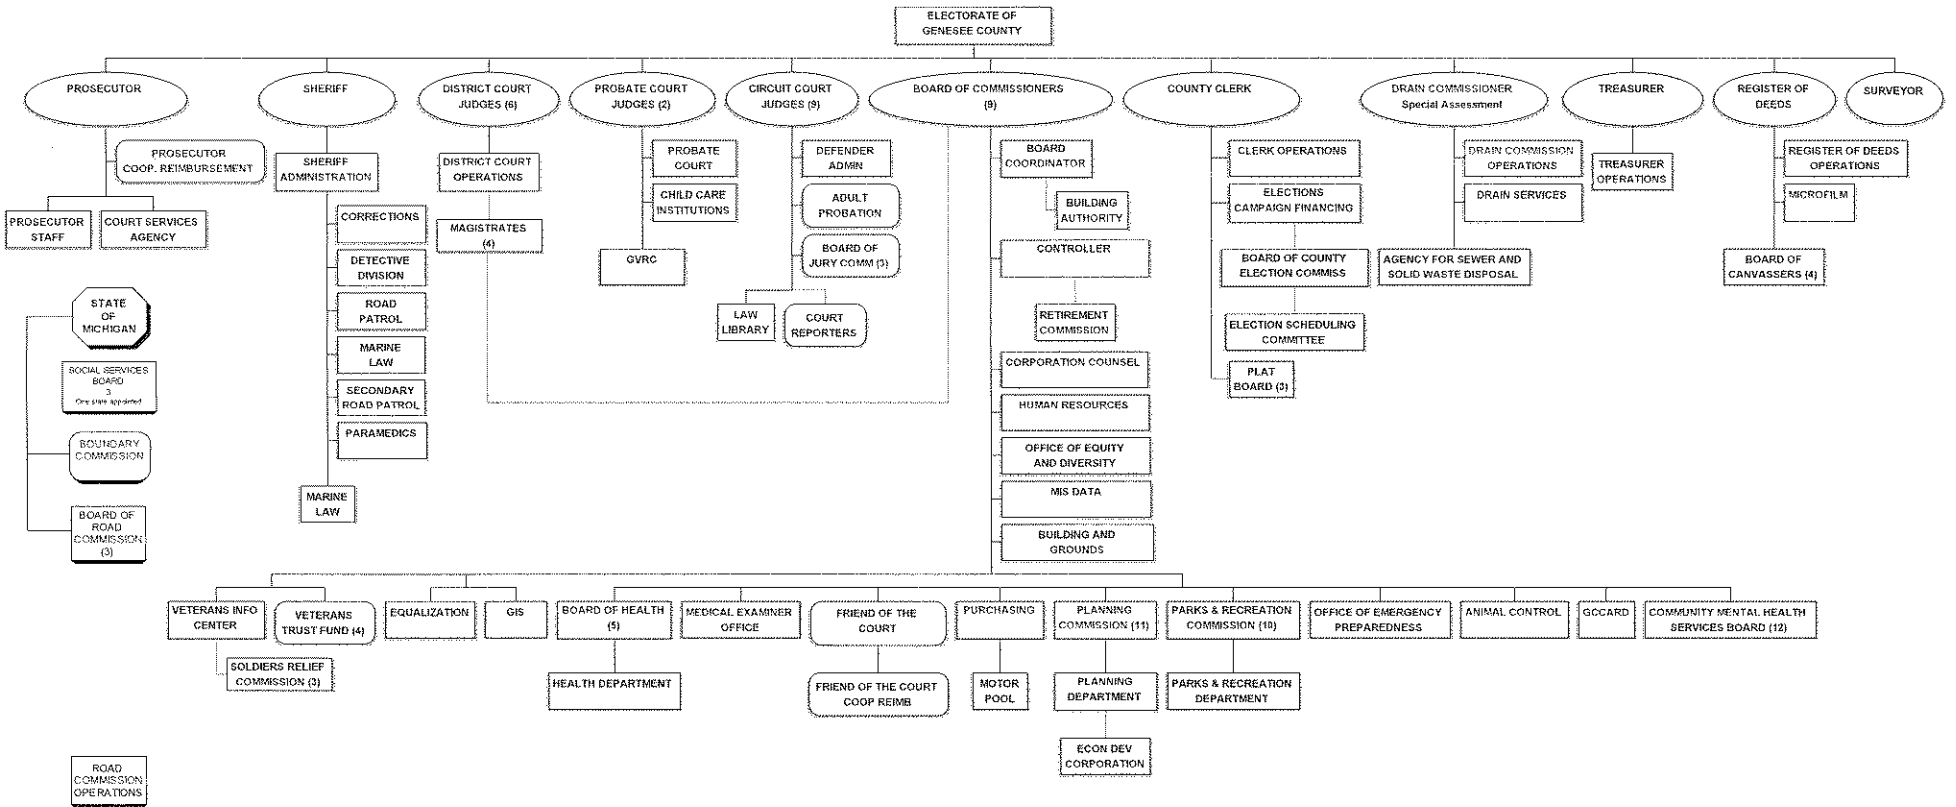 ELECTORATE OF
GENESEE COUNTY
PROSECUTOR
SHERIFF
DISTRICT COURT
JUDGES (6)
PROBATE COURT
JUDGES (2)
CIRCUIT COURT
JUDGES (9)
BOARD OF COMMISSIONERS
(9)
COUNTY CLERK
DRAIN COMMISSIONER
Special Assessment
TREASURER
REGISTER OF
DEEDS
SURVEYOR
PROSECUTOR
COOP. REIMBURSEMENT
PROSECUTOR
STAFF
COURT SERVICES
AGENCY
SHERIFF
ADMINISTRATION
CORRECTIONS
DETECTIVE
DIVISION
ROAD
PATROL
MARINE
LAW
SECONDARY
ROAD PATROL
PARAMEDICS
MARINE
LAW
DISTRICT COURT
OPERATIONS
MAGISTRATES
(4)
PROBATE
COURT
CHILD CARE
INSTITUTIONS
GVRC
DEFENDER
ADMIN
ADULT
PROBATION
BOARD OF
JURY COMM (3)
LAW
LIBRARY
COURT
REPORTERS
BOARD
COORDINATOR
BUILDING
AUTHORITY
CONTROLLER
RETIREMENT
COMMISSION
CORPORATION COUNSEL
HUMAN RESOURCES
OFFICE OF EQUITY
AND DIVERSITY
MIS DATA
BUILDING AND
GROUNDS
CLERK OPERATIONS
ELECTIONS
CAMPAIGN FINANCING
BOARD OF COUNTY
ELECTION COMMISS
ELECTION SCHEDULING
COMMITTEE
PLAT
BOARD (3)
DRAIN COMMISSION
OPERATIONS
DRAIN SERVICES
AGENCY FOR SEWER AND
SOLID WASTE DISPOSAL
TREASURER
OPERATIONS
REGISTER OF DEEDS
OPERATIONS
MICROFILM
BOARD OF
CANVASSERS (4)
STATE
OF
MICHIGAN
SOCIAL SERVICES
BOARD
3
One state appointed
BOUNDARY
COMMISSION
BOARD OF
ROAD
COMMISSION
(3)
VETERANS INFO
CENTER
VETERANS
TRUST FUND (4)
SOLDIERS RELIEF
COMMISSION (3)
EQUALIZATION
GIS
BOARD OF HEALTH
(5)
HEALTH DEPARTMENT
MEDICAL EXAMINER
OFFICE
FRIEND OF THE
COURT
FRIEND OF THE COURT
COOP REIMB
PURCHASING
MOTOR
POOL
PLANNING
COMMISSION (11)
PLANNING
DEPARTMENT
ECON DEV
CORPORATION
PARKS & RECREATION
COMMISSION (10)
PARKS & RECREATION
DEPARTMENT
OFFICE OF EMERGENCY
PREPAREDNESS
ANIMAL CONTROL
GCCARD
COMMUNITY MENTAL HEALTH
SERVICES BOARD (12)
ROAD
COMMISSION
OPERATIONS